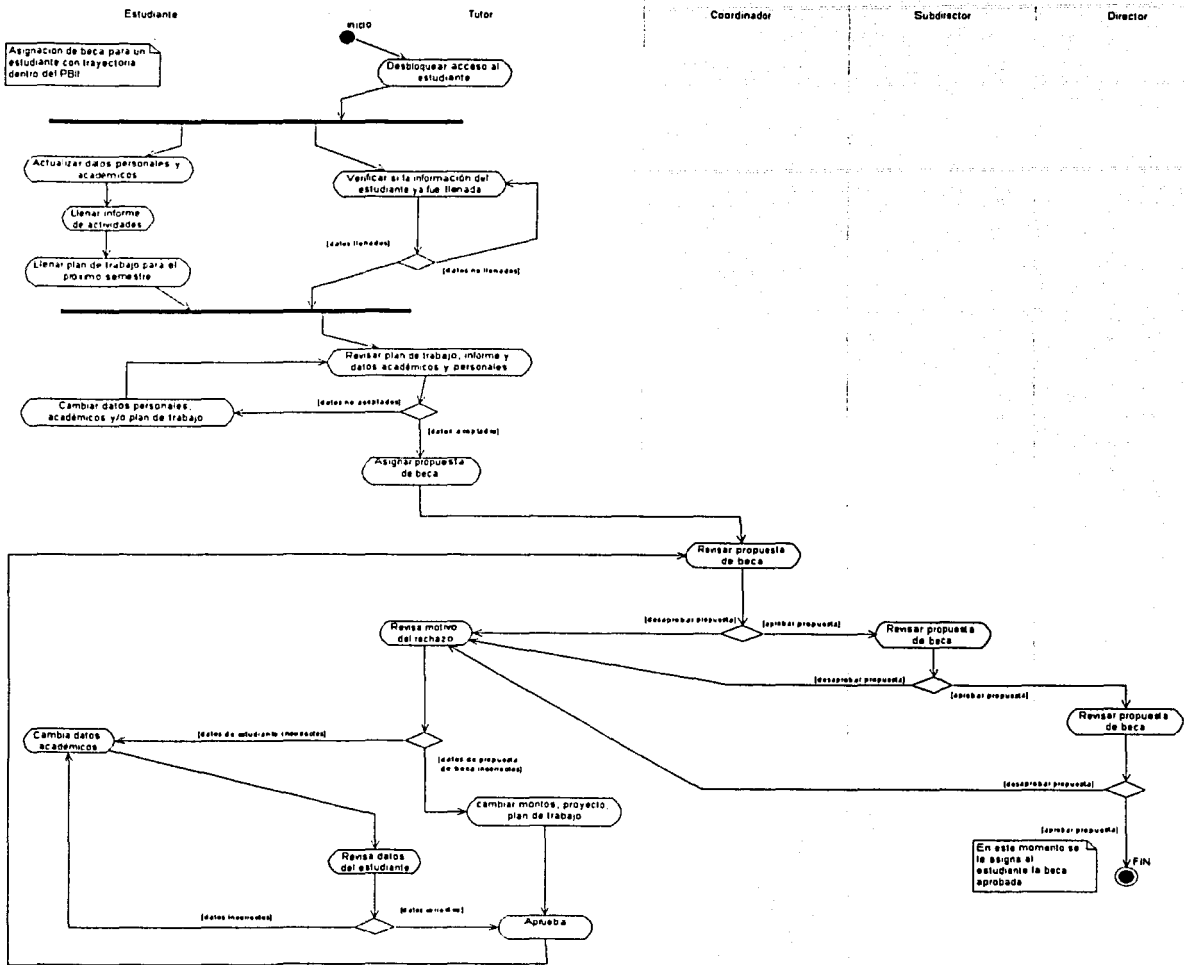 Estudiante
Tutor
Coordinador
Subdirector
Director
INICIO
Asignación de beca para un
estudiante con trayectoria
dentro del PBII
Desbloquear acceso al
estudiante
Actualizar datos personales y
académicos
Verificar si la información del
estudiante ya fue llenada
Llenar informe
de actividades
[datos llenados]
[datos no llenados]
Llenar plan de trabajo para el
próximo semestre
Revisar plan de trabajo, informe y
datos académicos y personales
Cambiar datos personales,
académicos y/o plan de trabajo
[datos no aceptados]
[datos aceptados]
Asignar propuesta
de beca
Revisar propuesta
de beca
Revisa motivo
del rechazo
[desaprobar propuesta]
[aprobar propuesta]
Revisar propuesta
de beca
[desaprobar propuesta]
[aprobar propuesta]
Revisar propuesta
de beca
Cambia datos
académicos
[datos de estudiante incorrectos]
[datos de propuesta
de beca incorrectos]
cambiar montos, proyecto,
plan de trabajo
[desaprobar propuesta]
[aprobar propuesta]
Revisa datos
del estudiante
En este momento se
le asigna al
estudiante la beca
aprobada
FIN
[datos incorrectos]
[datos correctos]
Aprueba